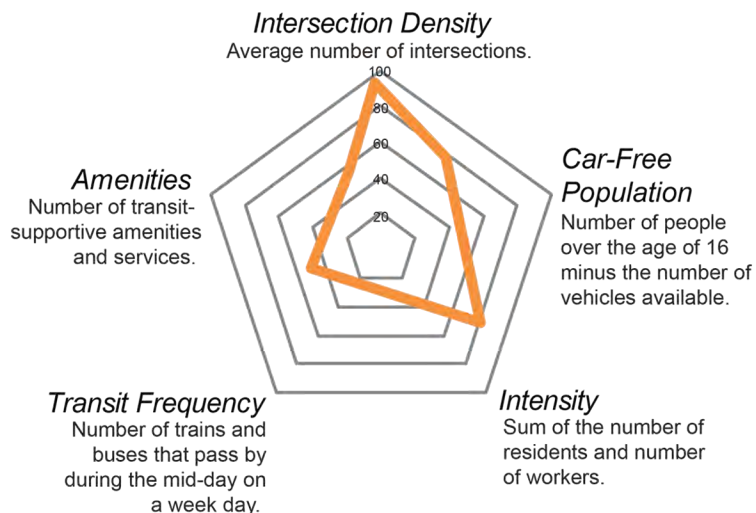 Intersection Density
Average number of intersections.
100
80
60
40
20
Car-Free
Population
Number of people
over the age of 16
minus the number of
vehicles available.
Amenities
Number of transit-
supportive amenities
and services.
Transit Frequency
Number of trains and
buses that pass by
during the mid-day on
a week day.
Intensity
Sum of the number of
residents and number
of workers.